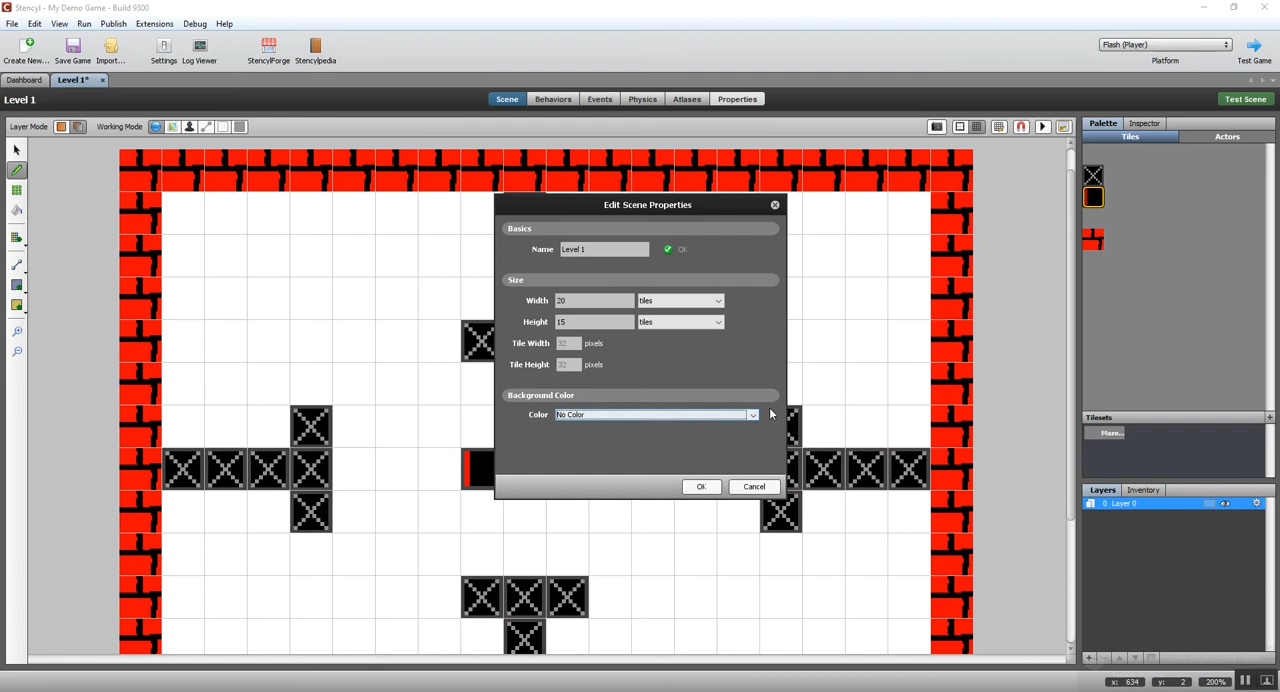 Stencyl - My Demo Game - Build 9300
File Edit View Run Publish Extensions Debug Help
Create New... Save Game Import... Settings Log Viewer StencylForge Stencylpedia
Flash (Player)
Platform
Test Game
Dashboard Level 1*
Level 1
Scene Behaviors Events Physics Atlases Properties
Test Scene
Layer Mode Working Mode
Palette Inspector
Tiles Actors
Edit Scene Properties
Basics
Name Level 1 OK
Size
Width 20 tiles
Height 15 tiles
Tile Width 32 pixels
Tile Height 32 pixels
Background Color
Color No Color
OK Cancel
Tilesets
Maze...
Layers Inventory
0 Layer 0
x: 634 y: 2 200%